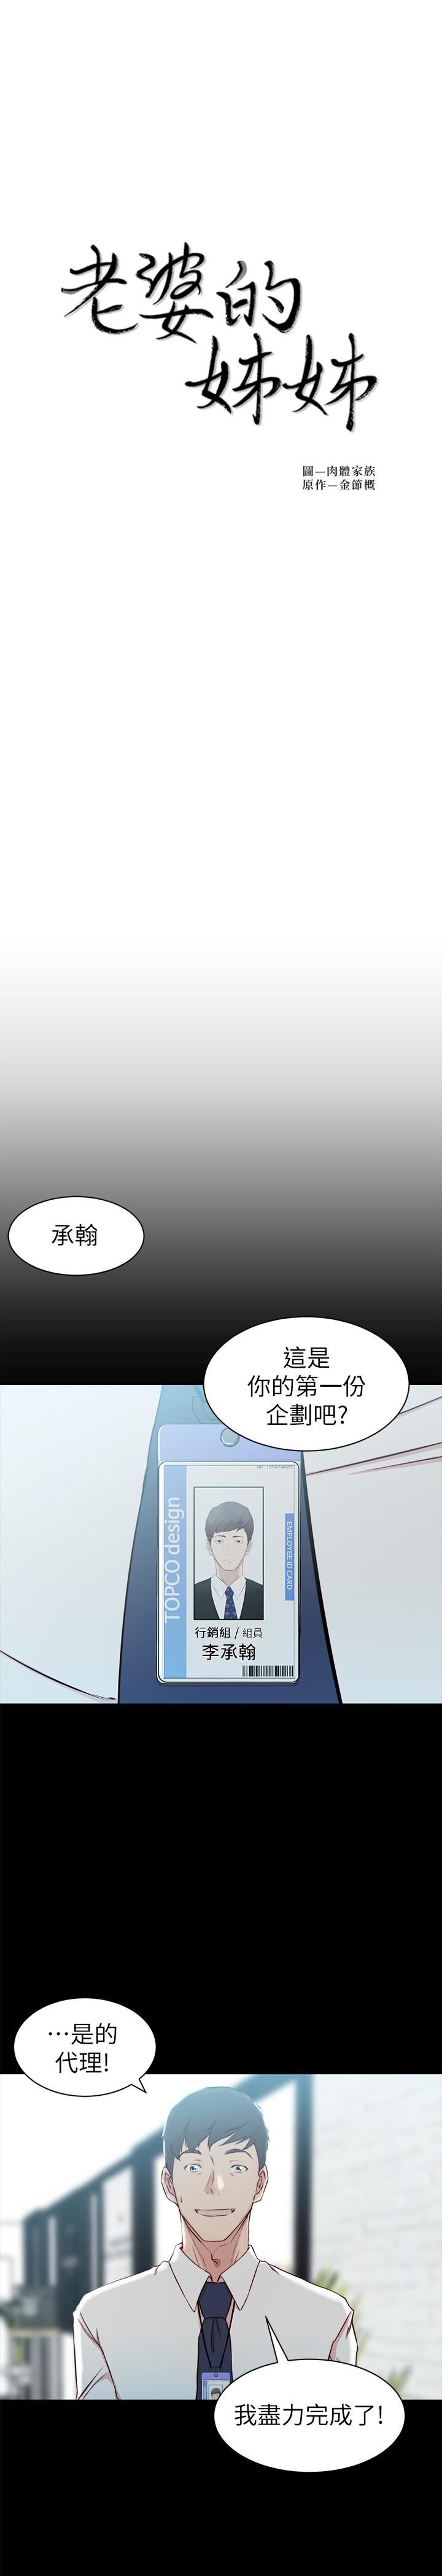 老婆的
姊姊
圖—肉體家族
原作—金節概
承翰
這是
你的第一份
企劃吧?
TOPCO design
EMPLOYEE ID CARD
行銷組 / 組員
李承翰
⋯是的
代理!
我盡力完成了!